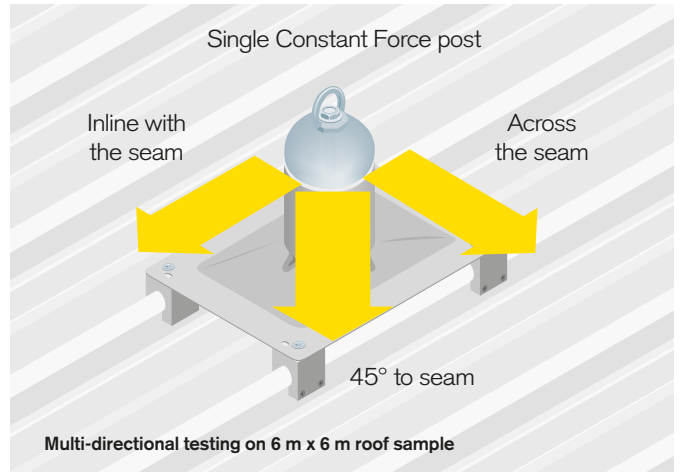 Single Constant Force post
Inline with
the seam
Across
the seam
45° to seam
Multi-directional testing on 6 m x 6 m roof sample